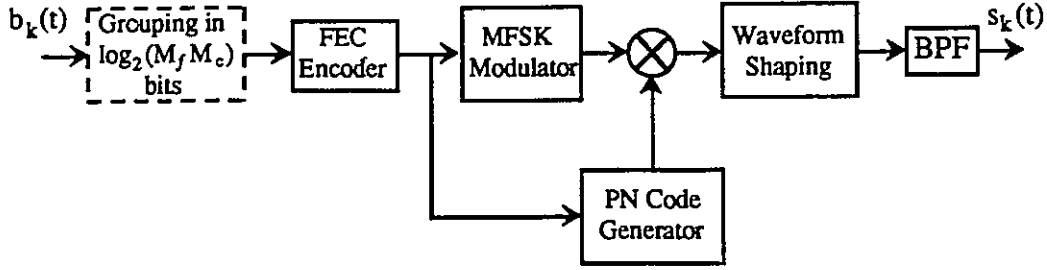 b_k(t)
Grouping in
log_2(M_f M_c)
bits
FEC
Encoder
MFSK
Modulator
Waveform
Shaping
BPF
s_k(t)
PN Code
Generator